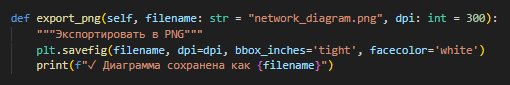 def export_png(self, filename: str = "network_diagram.png", dpi: int = 300):
    """Экспортировать в PNG"""
    plt.savefig(filename, dpi=dpi, bbox_inches='tight', facecolor='white')
    print(f"✓ Диаграмма сохранена как {filename}")